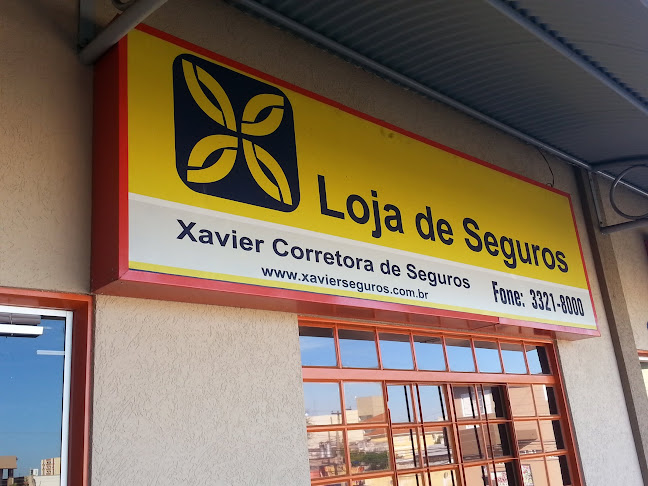 Loja de Seguros
Xavier Corretora de Seguros
www.xavierseguros.com.br
Fone: 3321-8000